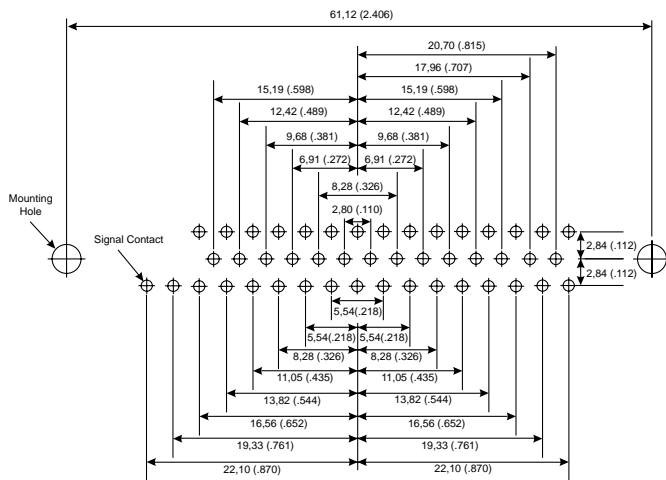 61,12 (2.406)
20,70 (.815)
17,96 (.707)
15,19 (.598) 15,19 (.598)
12,42 (.489) 12,42 (.489)
9,68 (.381) 9,68 (.381)
6,91 (.272) 6,91 (.272)
8,28 (.326)
2,80 (.110)
Mounting
Hole
Signal Contact
2,84 (.112)
2,84 (.112)
5,54(.218)
5,54(.218) 5,54(.218)
8,28 (.326) 8,28 (.326)
11,05 (.435) 11,05 (.435)
13,82 (.544) 13,82 (.544)
16,56 (.652) 16,56 (.652)
19,33 (.761) 19,33 (.761)
22,10 (.870) 22,10 (.870)